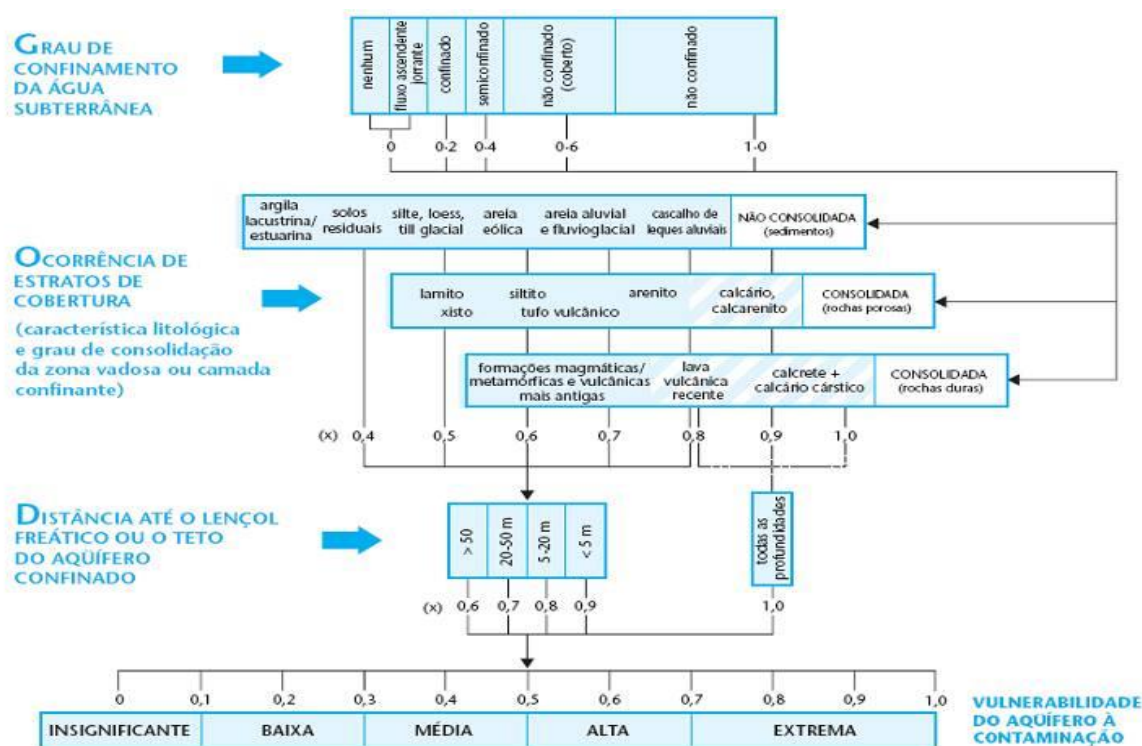 GRAU DE
CONFINAMENTO
DA ÁGUA
SUBTERRÂNEA
nenhum
fluxo ascendente
jorrante
confinado
semiconfinado
não confinado
(coberto)
não confinado
0
0-2
0-4
0-6
1-0
OCORRÊNCIA DE
ESTRATOS DE
COBERTURA
(característica litológica
e grau de consolidação
da zona vadosa ou camada
confinante)
argila
lacustrina/
estuarina
solos
residuais
silte, loess,
till glacial
areia
eólica
areia aluvial
e fluvioglacial
cascalho de
leques aluviais
NÃO CONSOLIDADA
(sedimentos)
lamito
xisto
siltito
tufo vulcânico
arenito
calcário,
calcarenito
CONSOLIDADA
(rochas porosas)
formações magmáticas/
metamórficas e vulcânicas
mais antigas
lava
vulcânica
recente
calcrete +
calcário cárstico
CONSOLIDADA
(rochas duras)
(x) 0,4 0,5 0,6 0,7 0,8 0,9 1,0
DISTÂNCIA ATÉ O LENÇOL
FREÁTICO OU O TETO
DO AQÜÍFERO
CONFINADO
> 50
20-50 m
5-20 m
< 5 m
todas as
profundidades
(x) 0,6 0,7 0,8 0,9 1,0
0 0,1 0,2 0,3 0,4 0,5 0,6 0,7 0,8 0,9 1,0
INSIGNIFICANTE BAIXA MÉDIA ALTA EXTREMA
VULNERABILIDADE
DO AQÜÍFERO À
CONTAMINAÇÃO